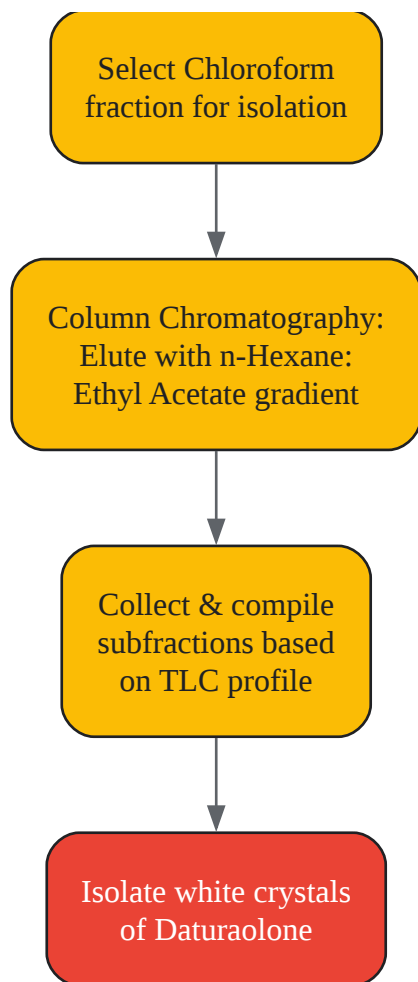 Select Chloroform
fraction for isolation
Column Chromatography:
Elute with n-Hexane:
Ethyl Acetate gradient
Collect & compile
subfractions based
on TLC profile
Isolate white crystals
of Daturaolone